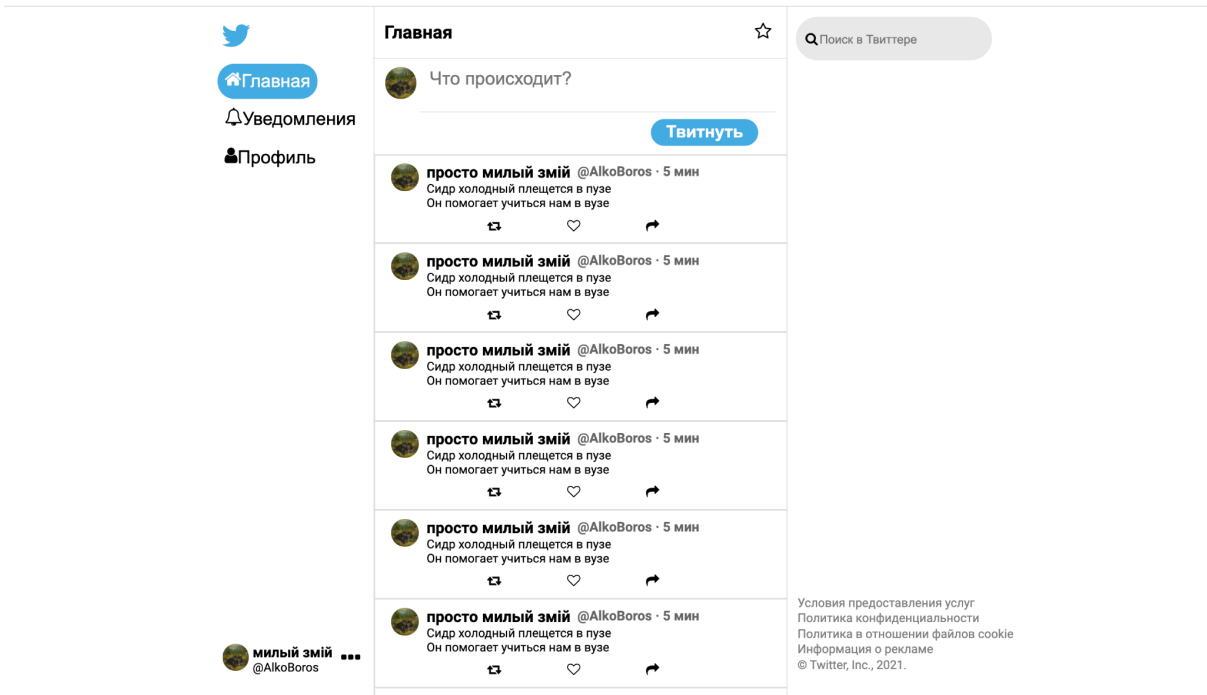 Главная
Уведомления
Профиль
милый змій
@AlkoBoros
Главная
Что происходит?
Твитнуть
просто милый змій @AlkoBoros · 5 мин
Сидр холодный плещется в пузе
Он помогает учиться нам в вузе
просто милый змій @AlkoBoros · 5 мин
Сидр холодный плещется в пузе
Он помогает учиться нам в вузе
просто милый змій @AlkoBoros · 5 мин
Сидр холодный плещется в пузе
Он помогает учиться нам в вузе
просто милый змій @AlkoBoros · 5 мин
Сидр холодный плещется в пузе
Он помогает учиться нам в вузе
просто милый змій @AlkoBoros · 5 мин
Сидр холодный плещется в пузе
Он помогает учиться нам в вузе
просто милый змій @AlkoBoros · 5 мин
Сидр холодный плещется в пузе
Он помогает учиться нам в вузе
Поиск в Твиттере
Условия предоставления услуг
Политика конфиденциальности
Политика в отношении файлов cookie
Информация о рекламе
© Twitter, Inc., 2021.